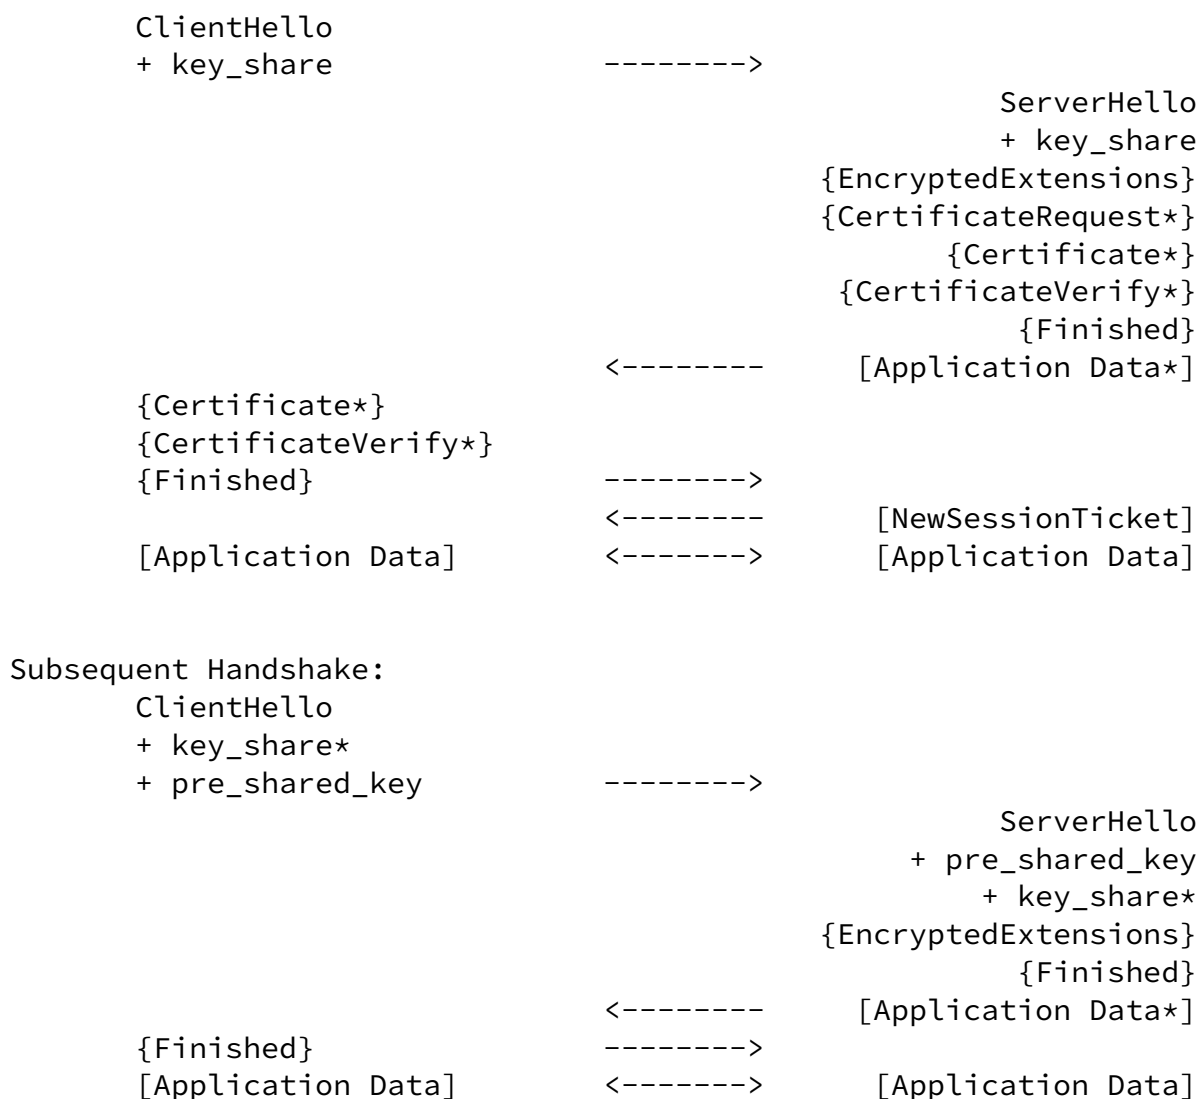 ClientHello
+ key_share -------->
ServerHello
+ key_share
{EncryptedExtensions}
{CertificateRequest*}
{Certificate*}
{CertificateVerify*}
{Finished}
<-------- [Application Data*]
{Certificate*}
{CertificateVerify*}
{Finished} -------->
<-------- [NewSessionTicket]
[Application Data] <-------> [Application Data]
Subsequent Handshake:
ClientHello
+ key_share*
+ pre_shared_key -------->
ServerHello
+ pre_shared_key
+ key_share*
{EncryptedExtensions}
{Finished}
<-------- [Application Data*]
{Finished} -------->
[Application Data] <-------> [Application Data]